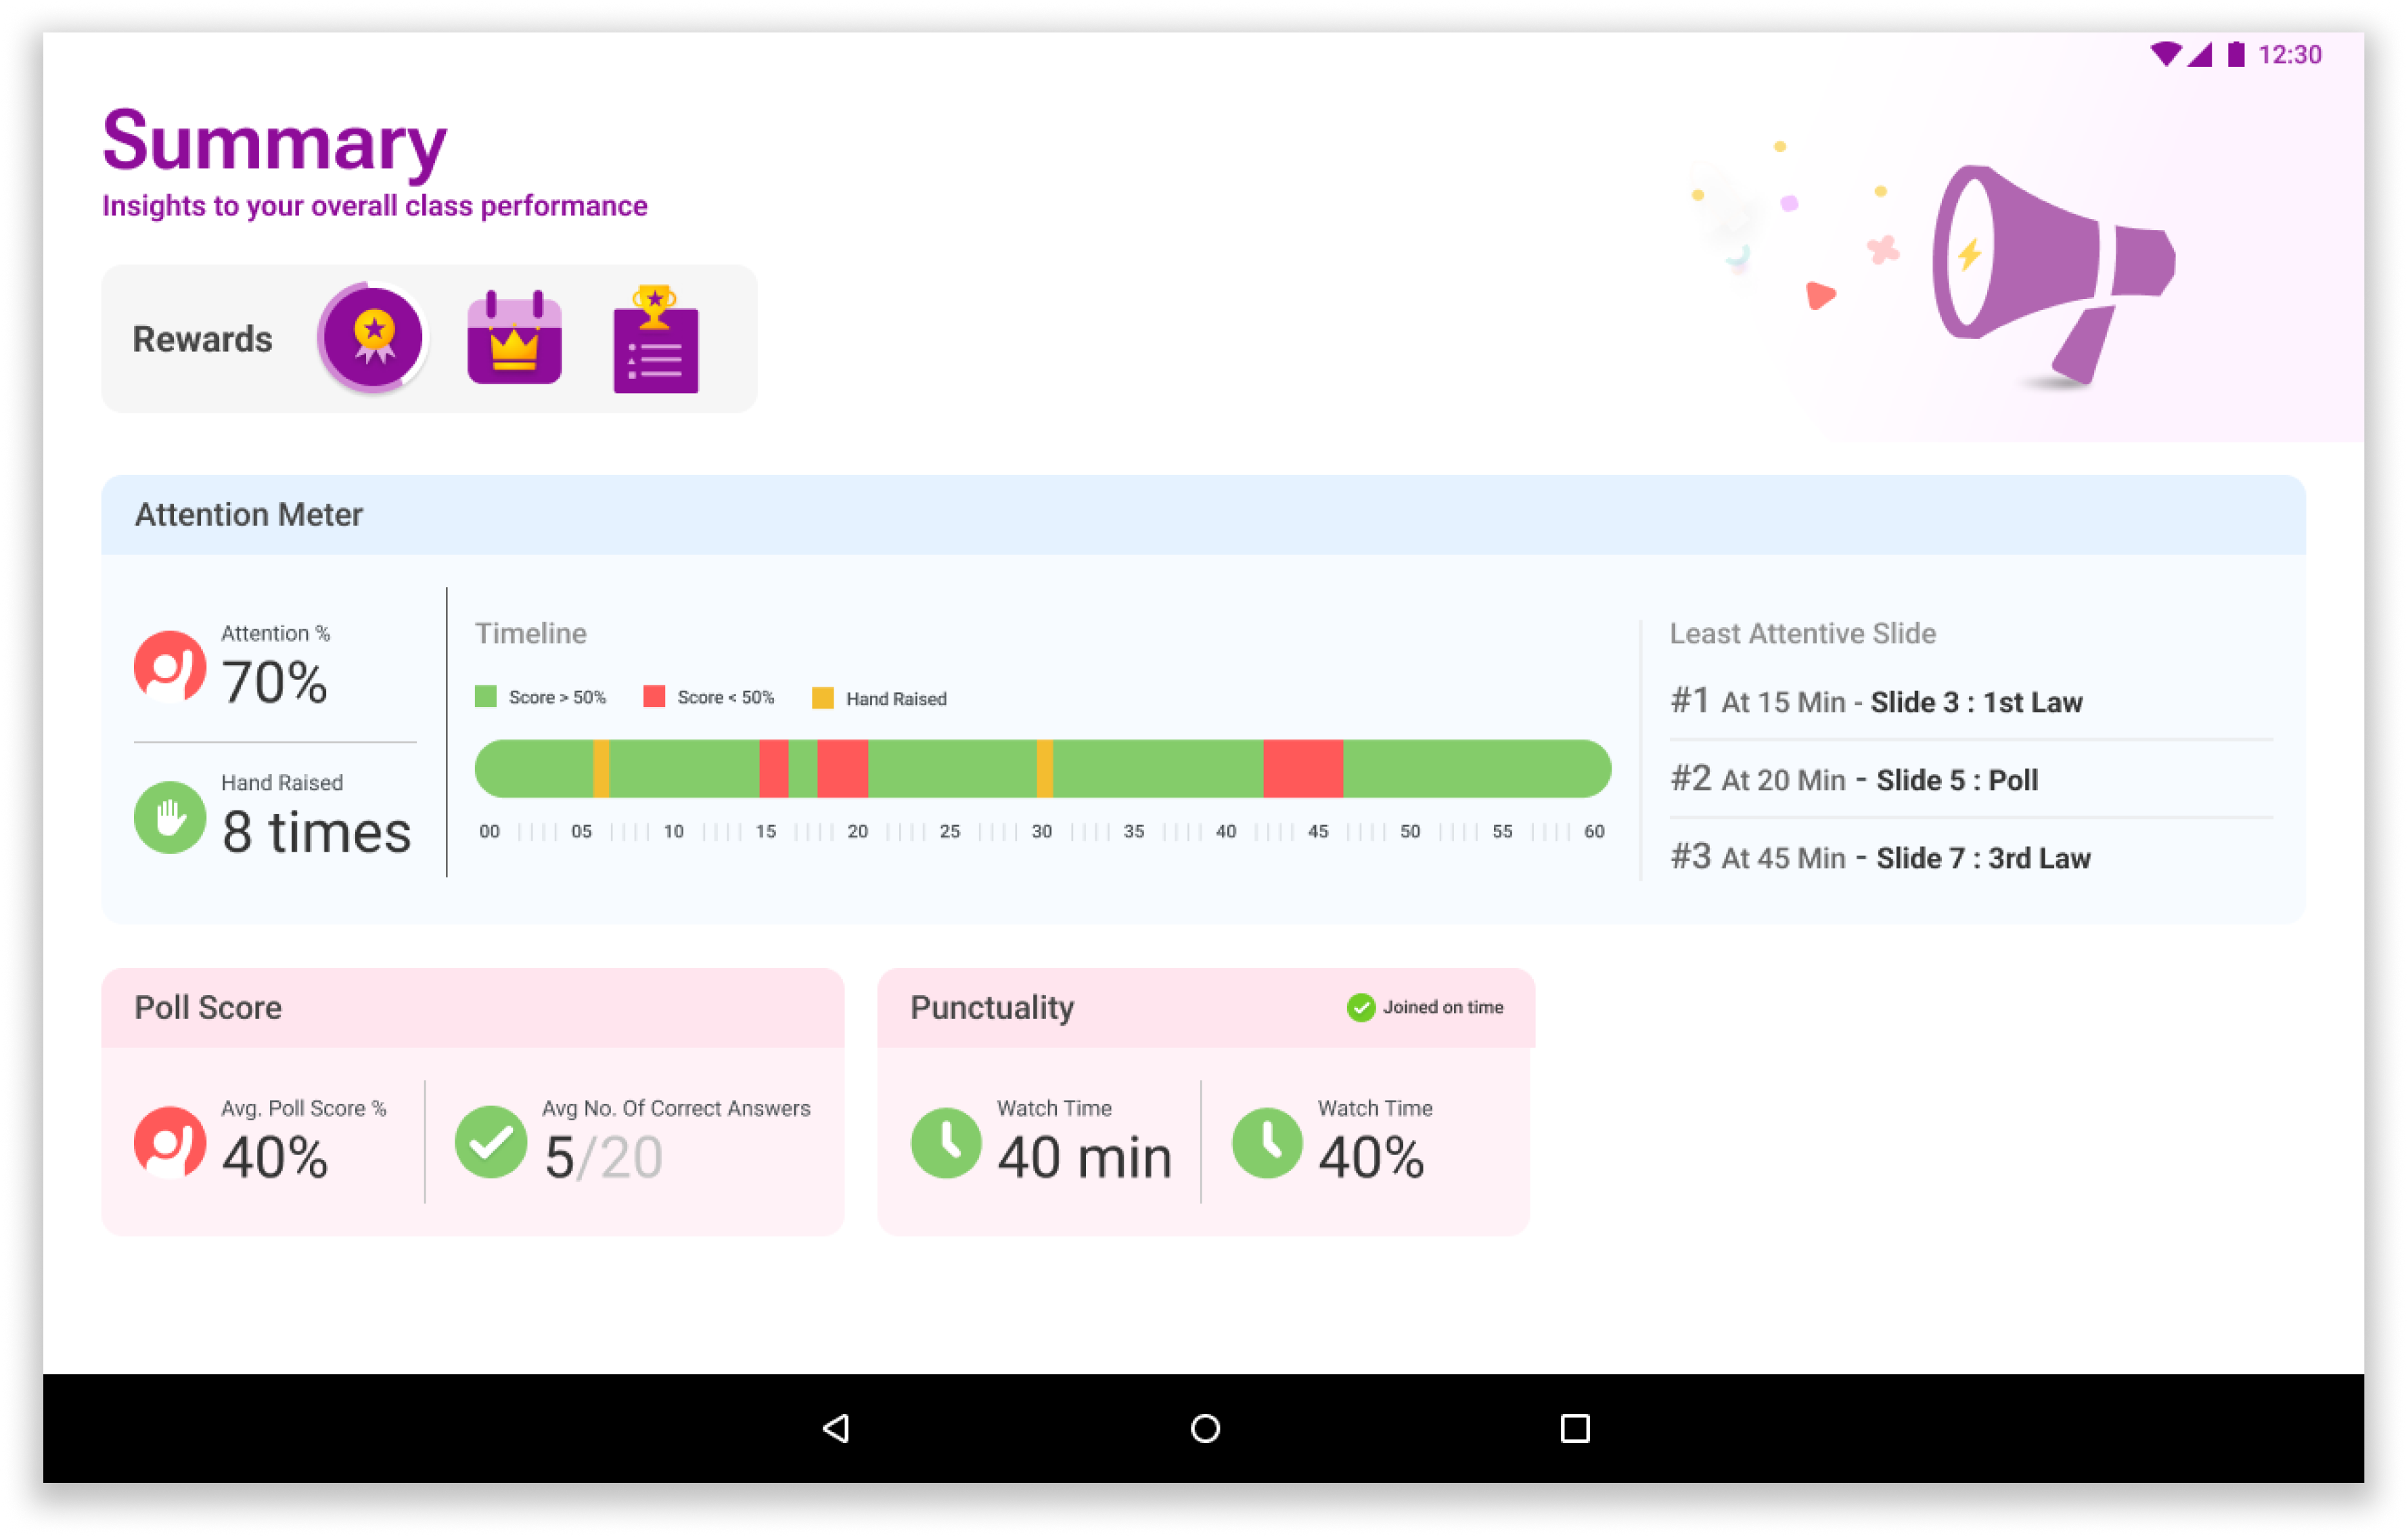 12:30
Summary
Insights to your overall class performance
Rewards
Attention Meter
Attention %
70%
Hand Raised
8 times
Timeline
Score > 50%
Score < 50%
Hand Raised
00 05 10 15 20 25 30 35 40 45 50 55 60
Least Attentive Slide
#1 At 15 Min - Slide 3 : 1st Law
#2 At 20 Min - Slide 5 : Poll
#3 At 45 Min - Slide 7 : 3rd Law
Poll Score
Avg. Poll Score %
40%
Avg No. Of Correct Answers
5/20
Punctuality
Joined on time
Watch Time
40 min
Watch Time
40%